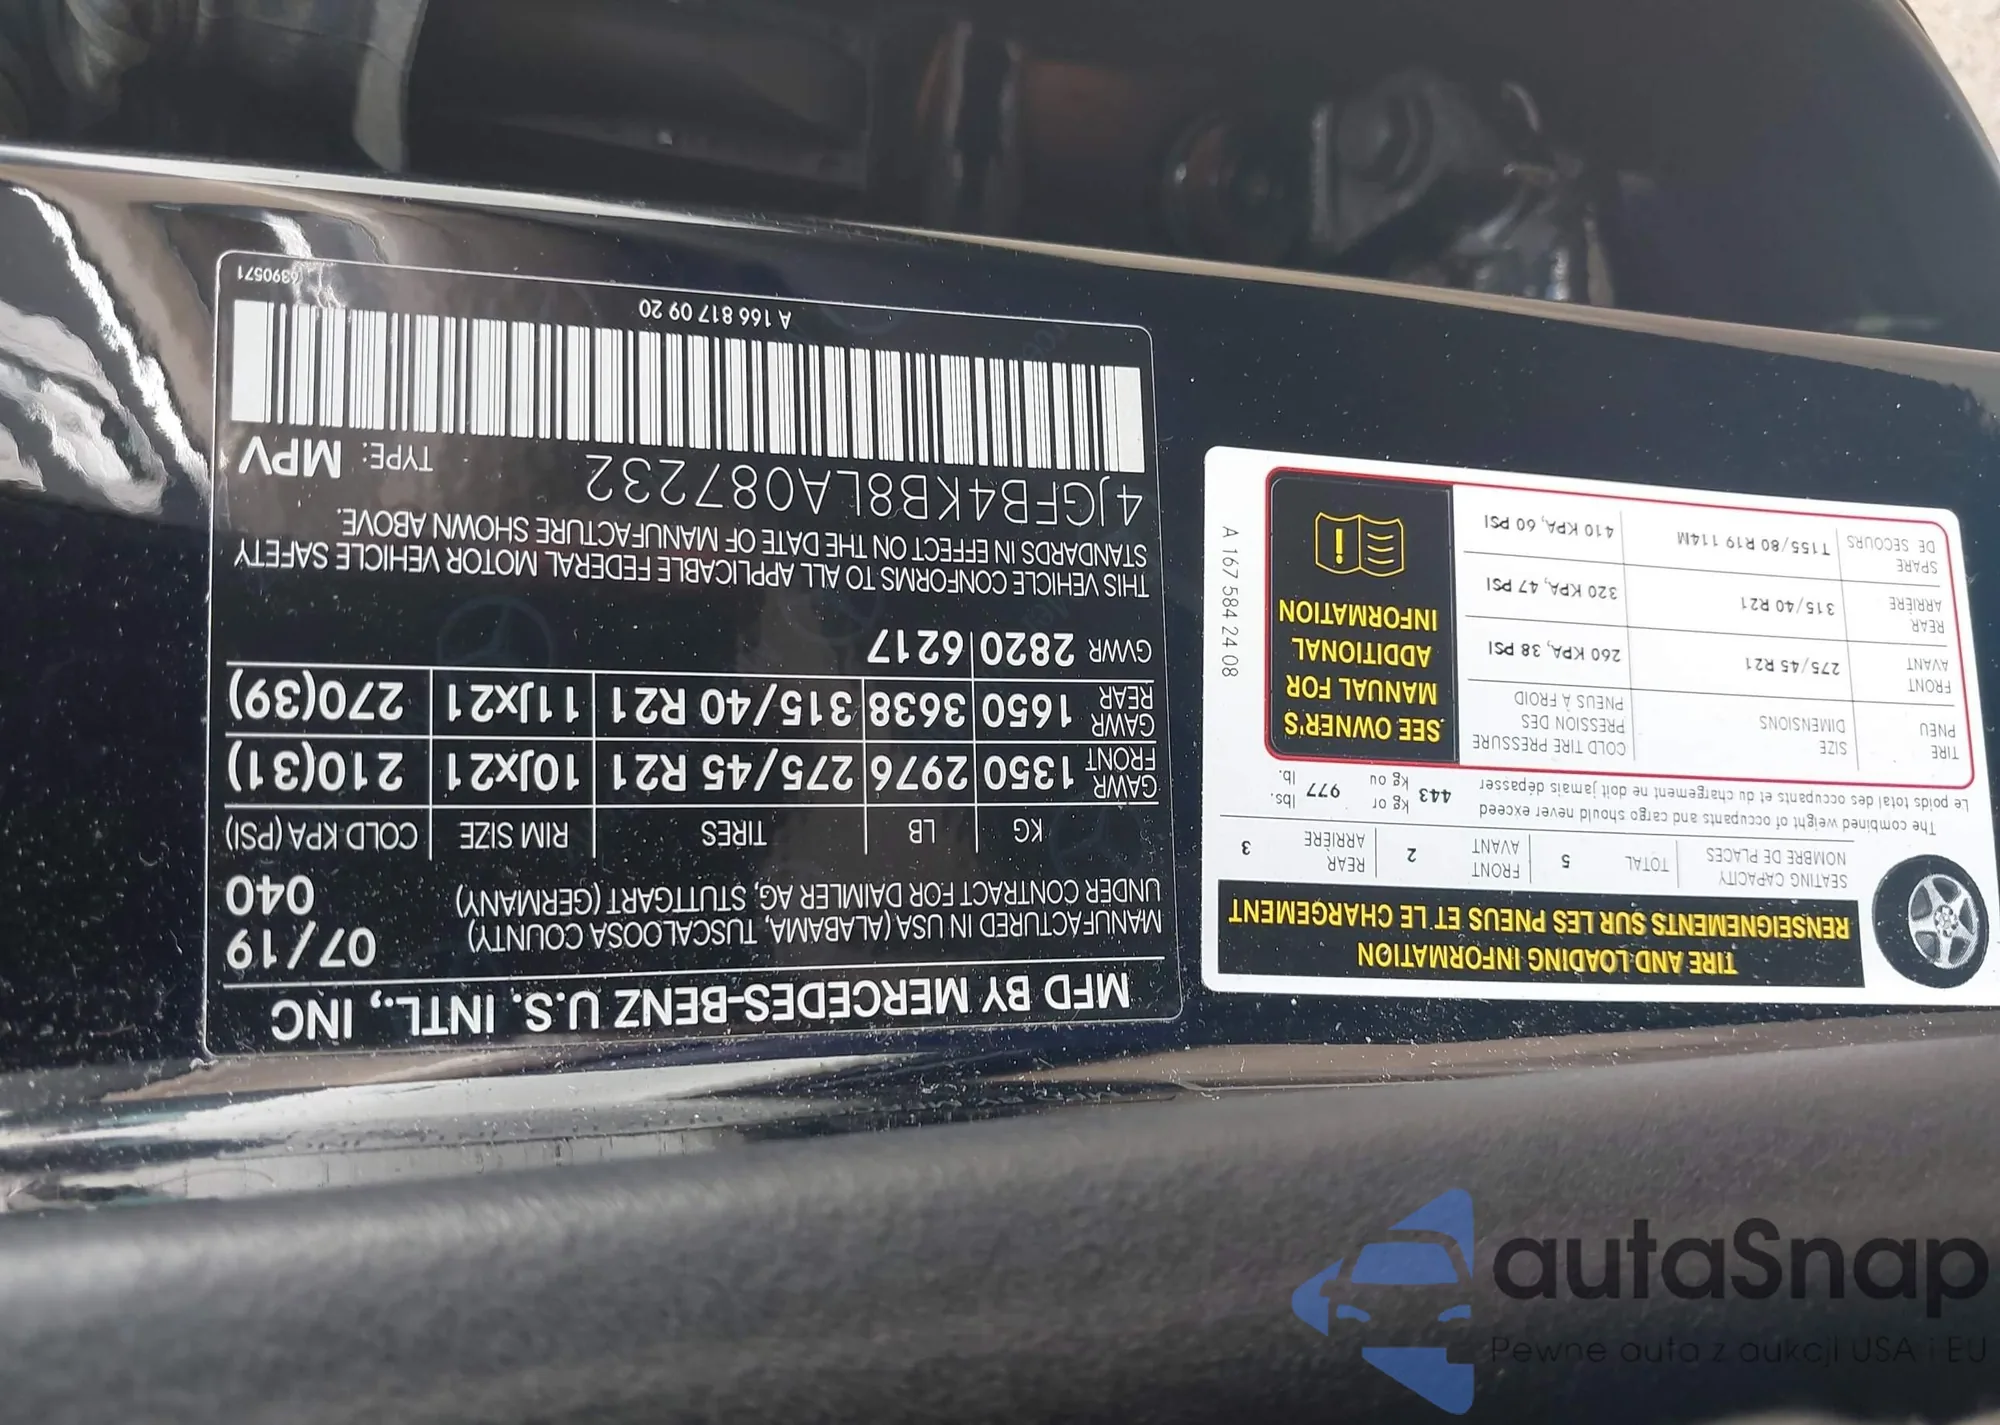 MFD BY MERCEDES-BENZ U.S. INTL., INC
MANUFACTURED IN USA (ALABAMA, TUSCALOOSA COUNTY) 07/19
UNDER CONTRACT FOR DAIMLER AG, STUTTGART (GERMANY) 040
KG LB TIRES RIM SIZE COLD KPA (PSI)
GAWR FRONT 1350 2976 275/45 R21 10Jx21 210(31)
GAWR REAR 1650 3638 315/40 R21 11Jx21 270(39)
GVWR 2820 6217
THIS VEHICLE CONFORMS TO ALL APPLICABLE FEDERAL MOTOR VEHICLE SAFETY
STANDARDS IN EFFECT ON THE DATE OF MANUFACTURE SHOWN ABOVE.
4JGFB4KB8LA087232 TYPE: MPV
A 166 817 09 20
6390571
TIRE AND LOADING INFORMATION
RENSEIGNEMENTS SUR LES PNEUS ET LE CHARGEMENT
SEATING CAPACITY TOTAL 5 FRONT 2 REAR 3
NOMBRE DE PLACES AVANT ARRIÈRE
The combined weight of occupants and cargo should never exceed 443 kg or 977 lbs.
Le poids total des occupants et du chargement ne doit jamais dépasser kg ou lb.
TIRE SIZE COLD TIRE PRESSURE
PNEU DIMENSIONS PRESSION DES PNEUS À FROID
FRONT
AVANT 275/45 R21 260 KPA, 38 PSI
REAR
ARRIÈRE 315/40 R21 320 KPA, 47 PSI
SPARE
DE SECOURS T155/80 R19 114M 410 KPA, 60 PSI
SEE OWNER'S
MANUAL FOR
ADDITIONAL
INFORMATION
A 167 584 24 08
autaSnap
Pewne auta z aukcji USA i EU